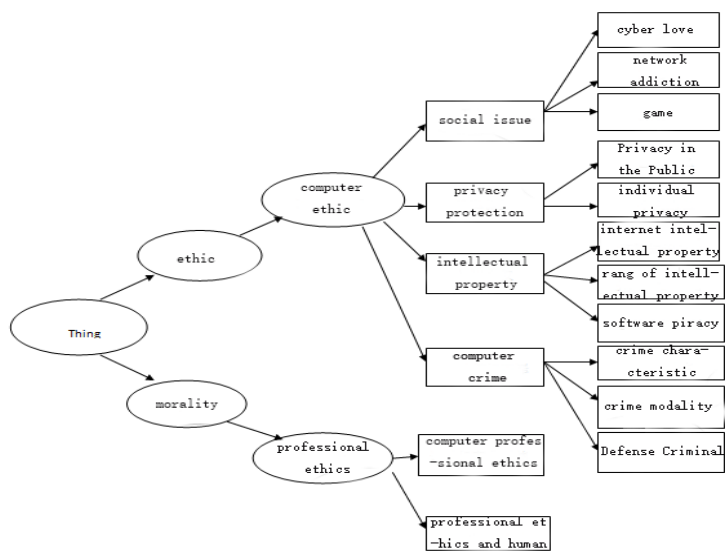 cyber love
network
addiction
game
social issue
Privacy in
the Public
individual
privacy
privacy
protection
computer
ethic
internet intel-
lectual property
rang of intell-
ectual property
software piracy
intellectual
property
ethic
Thing
computer
crime
crime chara-
cteristic
crime modality
Defense Criminal
morality
professional
ethics
computer profes
-sional ethics
professional et
-hics and human